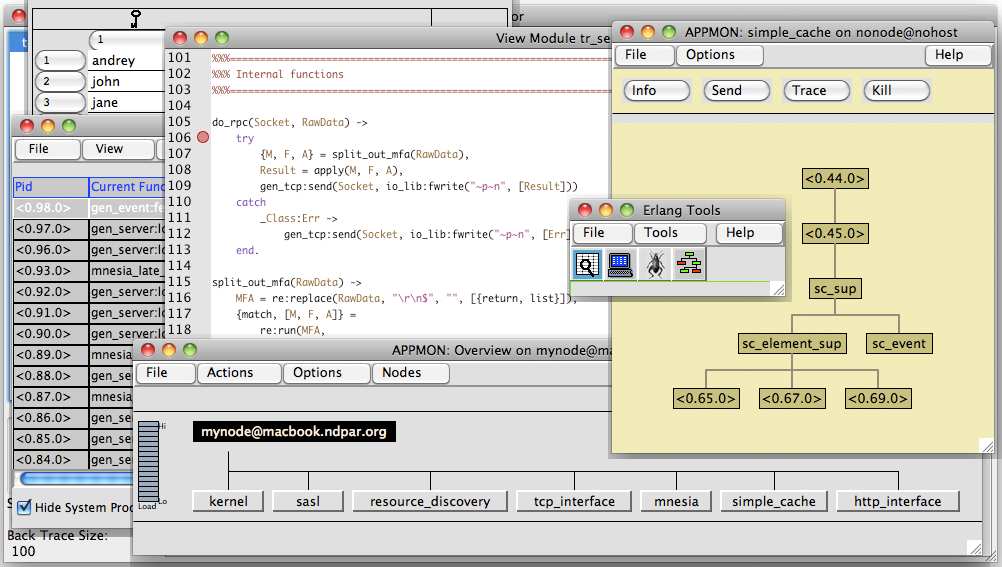 or
1
1 andrey
2 john
3 jane
View Module tr_se
101 %%%=====================================================
102 %%% Internal functions
103 %%%=====================================================
104
105 do_rpc(Socket, RawData) ->
106 try
107 {M, F, A} = split_out_mfa(RawData),
108 Result = apply(M, F, A),
109 gen_tcp:send(Socket, io_lib:fwrite("~p~n", [Result]))
110 catch
111 _Class:Err ->
112 gen_tcp:send(Socket, io_lib:fwrite("~p~n", [Err]
113 end.
114
115 split_out_mfa(RawData) ->
116 MFA = re:replace(RawData, "\r\n$", "", [{return, list}]),
117 {match, [M, F, A]} =
118 re:run(MFA,
APPMON: simple_cache on nonode@nohost
File Options Help
Info Send Trace Kill
<0.44.0>
<0.45.0>
sc_sup
sc_element_sup sc_event
<0.65.0> <0.67.0> <0.69.0>
Erlang Tools
File Tools Help
File View
Pid Current Func
<0.98.0> gen_event:fe
<0.97.0> gen_server:lo
<0.96.0> gen_server:lo
<0.93.0> mnesia_late_
<0.92.0> gen_server:lo
<0.91.0> gen_server:lo
<0.90.0> gen_server:lo
<0.89.0> mnesia
<0.88.0> gen_se
<0.87.0> mnesia
<0.86.0> gen_se
<0.85.0> gen_se
<0.84.0> gen_se
Hide System Proc
Back Trace Size:
100
APPMON: Overview on mynode@ma
File Actions Options Nodes
Hi
Lo
Load
mynode@macbook.ndpar.org
kernel sasl resource_discovery tcp_interface mnesia simple_cache http_interface